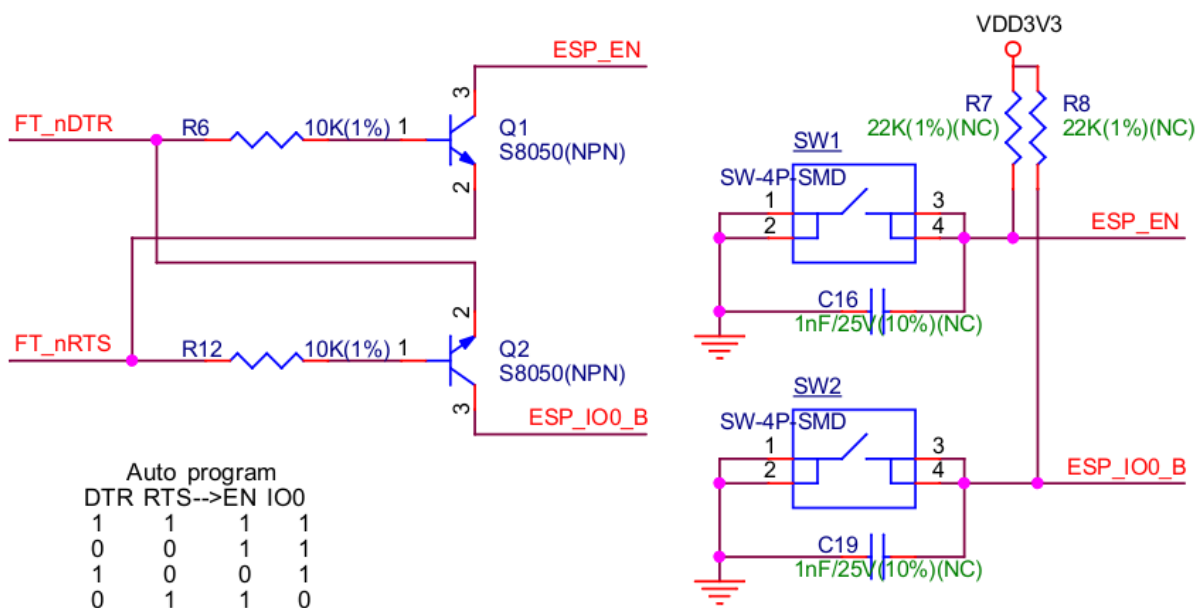 ESP_EN
FT_nDTR
R6
10K(1%)
1
3
2
Q1
S8050(NPN)
FT_nRTS
R12
10K(1%)
1
2
3
Q2
S8050(NPN)
ESP_IO0_B
Auto program
DTR RTS-->EN IO0
1 1 1 1
0 0 1 1
1 0 0 1
0 1 1 0
VDD3V3
R7
22K(1%)(NC)
R8
22K(1%)(NC)
SW1
SW-4P-SMD
1
2
3
4
ESP_EN
C16
1nF/25V(10%)(NC)
SW2
SW-4P-SMD
1
2
3
4
ESP_IO0_B
C19
1nF/25V(10%)(NC)